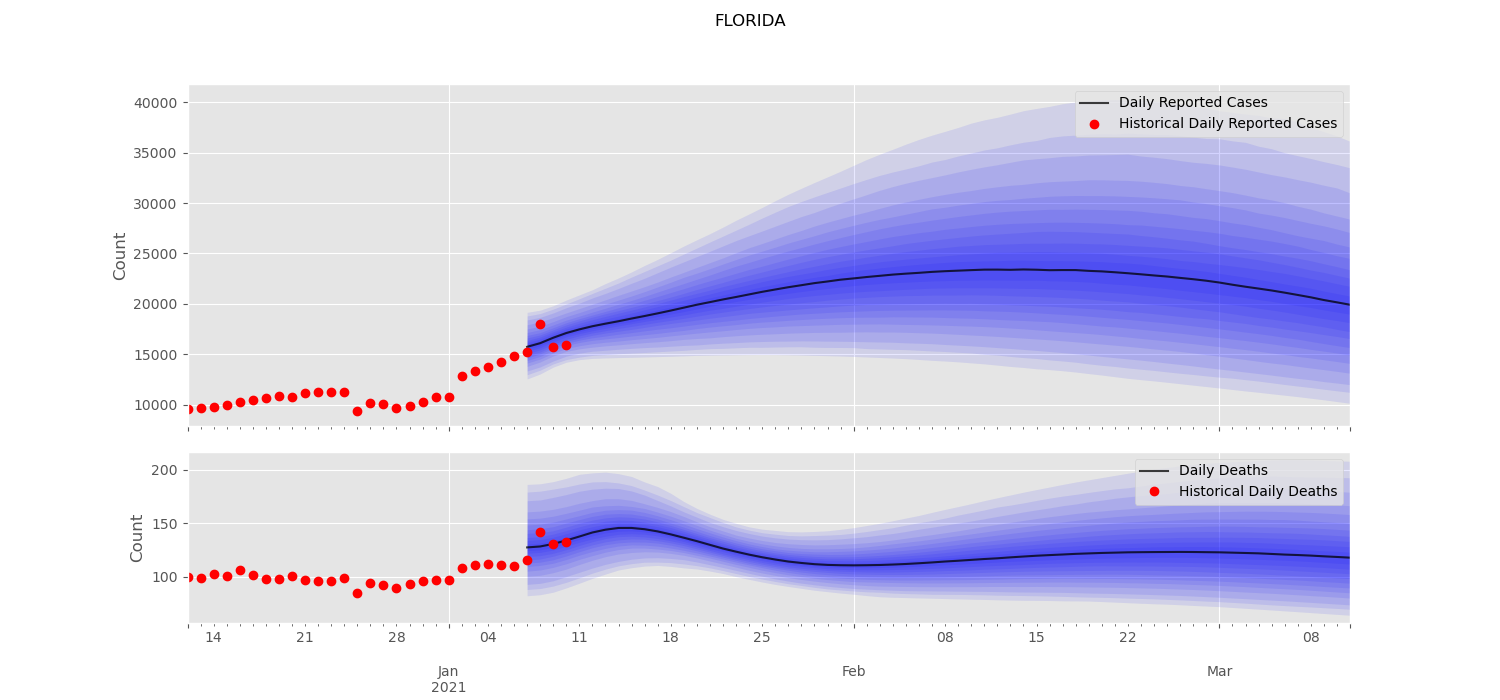 FLORIDA
40000
35000
30000
25000
20000
15000
10000
Count
Daily Reported Cases
Historical Daily Reported Cases
200
150
100
Count
Daily Deaths
Historical Daily Deaths
14 21 28 04 11 18 25 08 15 22 08
Jan Feb Mar
2021